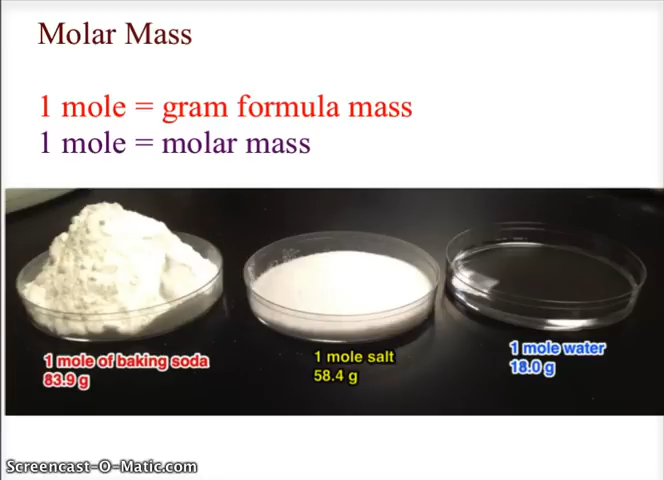 Molar Mass
1 mole = gram formula mass
1 mole = molar mass
1 mole of baking soda
83.9 g
1 mole salt
58.4 g
1 mole water
18.0 g
Screencast-O-Matic.com